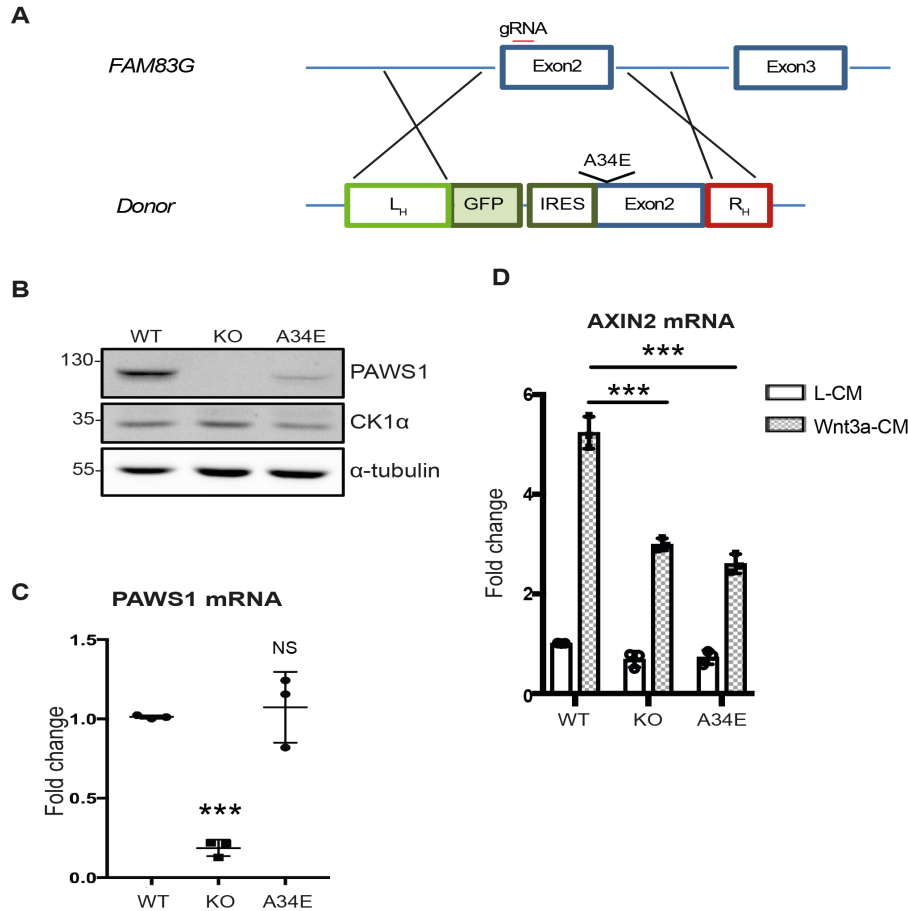 A
gRNA
FAM83G
Exon2
Exon3
A34E
Donor
LH
GFP
IRES
Exon2
RH
B
WT KO A34E
130-
PAWS1
35-
CK1α
55-
α-tubulin
C
PAWS1 mRNA
Fold change
1.5
1.0
0.5
0.0
NS
***
WT KO A34E
D
AXIN2 mRNA
***
***
L-CM
Wnt3a-CM
Fold change
6
4
2
0
WT KO A34E